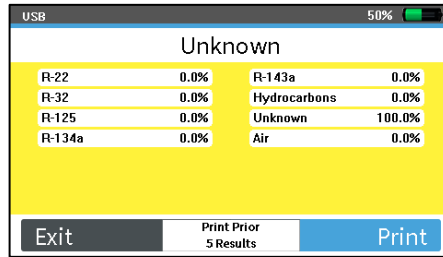 USB 50%
Unknown
R-22 0.0% R-143a 0.0%
R-32 0.0% Hydrocarbons 0.0%
R-125 0.0% Unknown 100.0%
R-134a 0.0% Air 0.0%
Exit Print Prior Print
5 Results